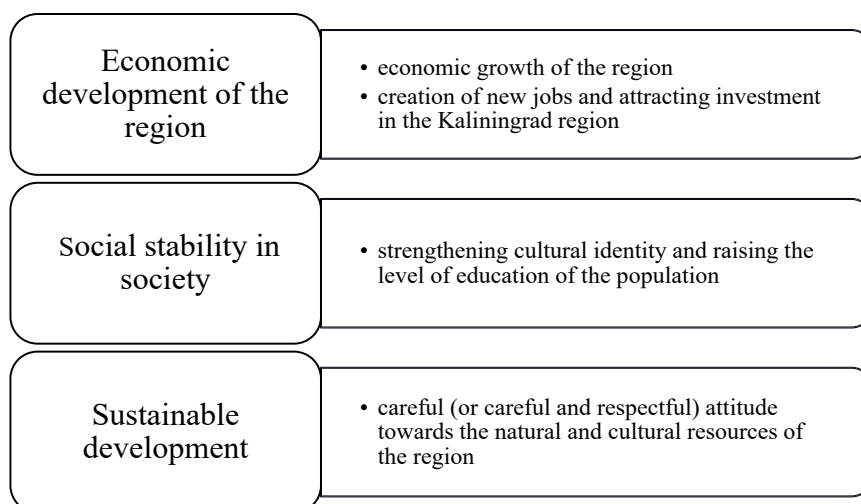 Economic
development of the
region
• economic growth of the region
• creation of new jobs and attracting investment
in the Kaliningrad region
Social stability in
society
• strengthening cultural identity and raising the
level of education of the population
Sustainable
development
• careful (or careful and respectful) attitude
towards the natural and cultural resources of
the region